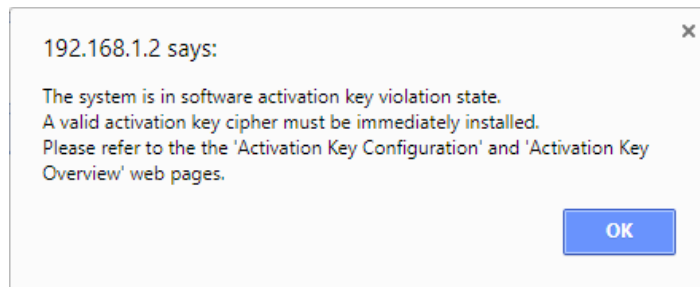 192.168.1.2 says:
The system is in software activation key violation state.
A valid activation key cipher must be immediately installed.
Please refer to the the 'Activation Key Configuration' and 'Activation Key
Overview' web pages.
OK